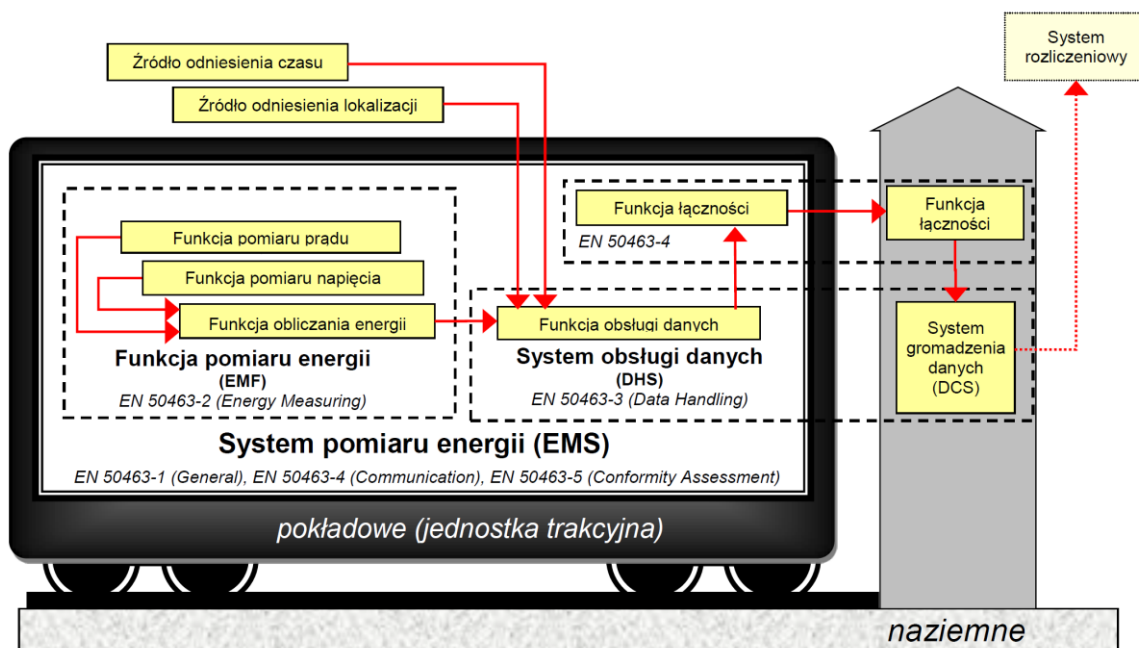 Źródło odniesienia czasu
Źródło odniesienia lokalizacji
System
rozliczeniowy
Funkcja pomiaru prądu
Funkcja pomiaru napięcia
Funkcja obliczania energii
Funkcja pomiaru energii
(EMF)
EN 50463-2 (Energy Measuring)
Funkcja łączności
EN 50463-4
Funkcja
łączności
Funkcja obsługi danych
System obsługi danych
(DHS)
EN 50463-3 (Data Handling)
System
gromadzenia
danych
(DCS)
System pomiaru energii (EMS)
EN 50463-1 (General), EN 50463-4 (Communication), EN 50463-5 (Conformity Assessment)
pokładowe (jednostka trakcyjna)
naziemne